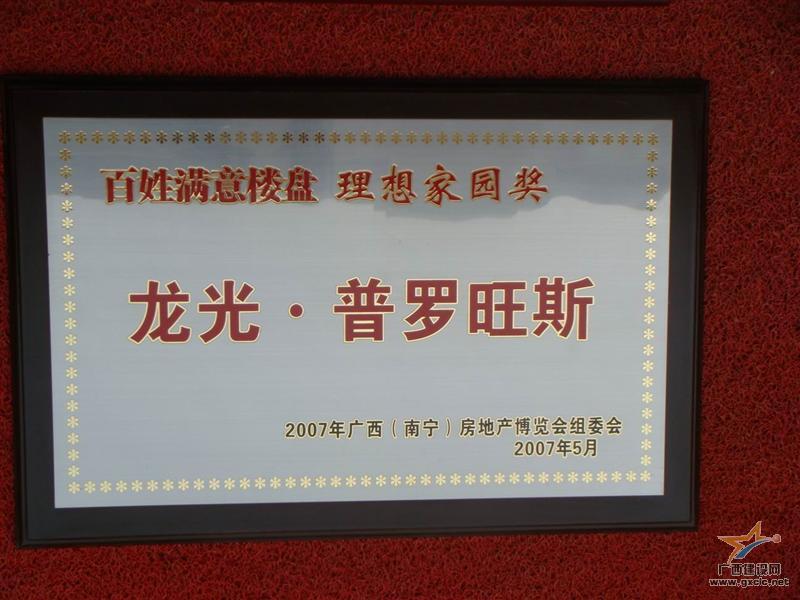 百姓满意楼盘 理想家园奖
龙光·普罗旺斯
2007年广西(南宁)房地产博览会组委会
2007年5月
广西建设网
www.gxcic.net